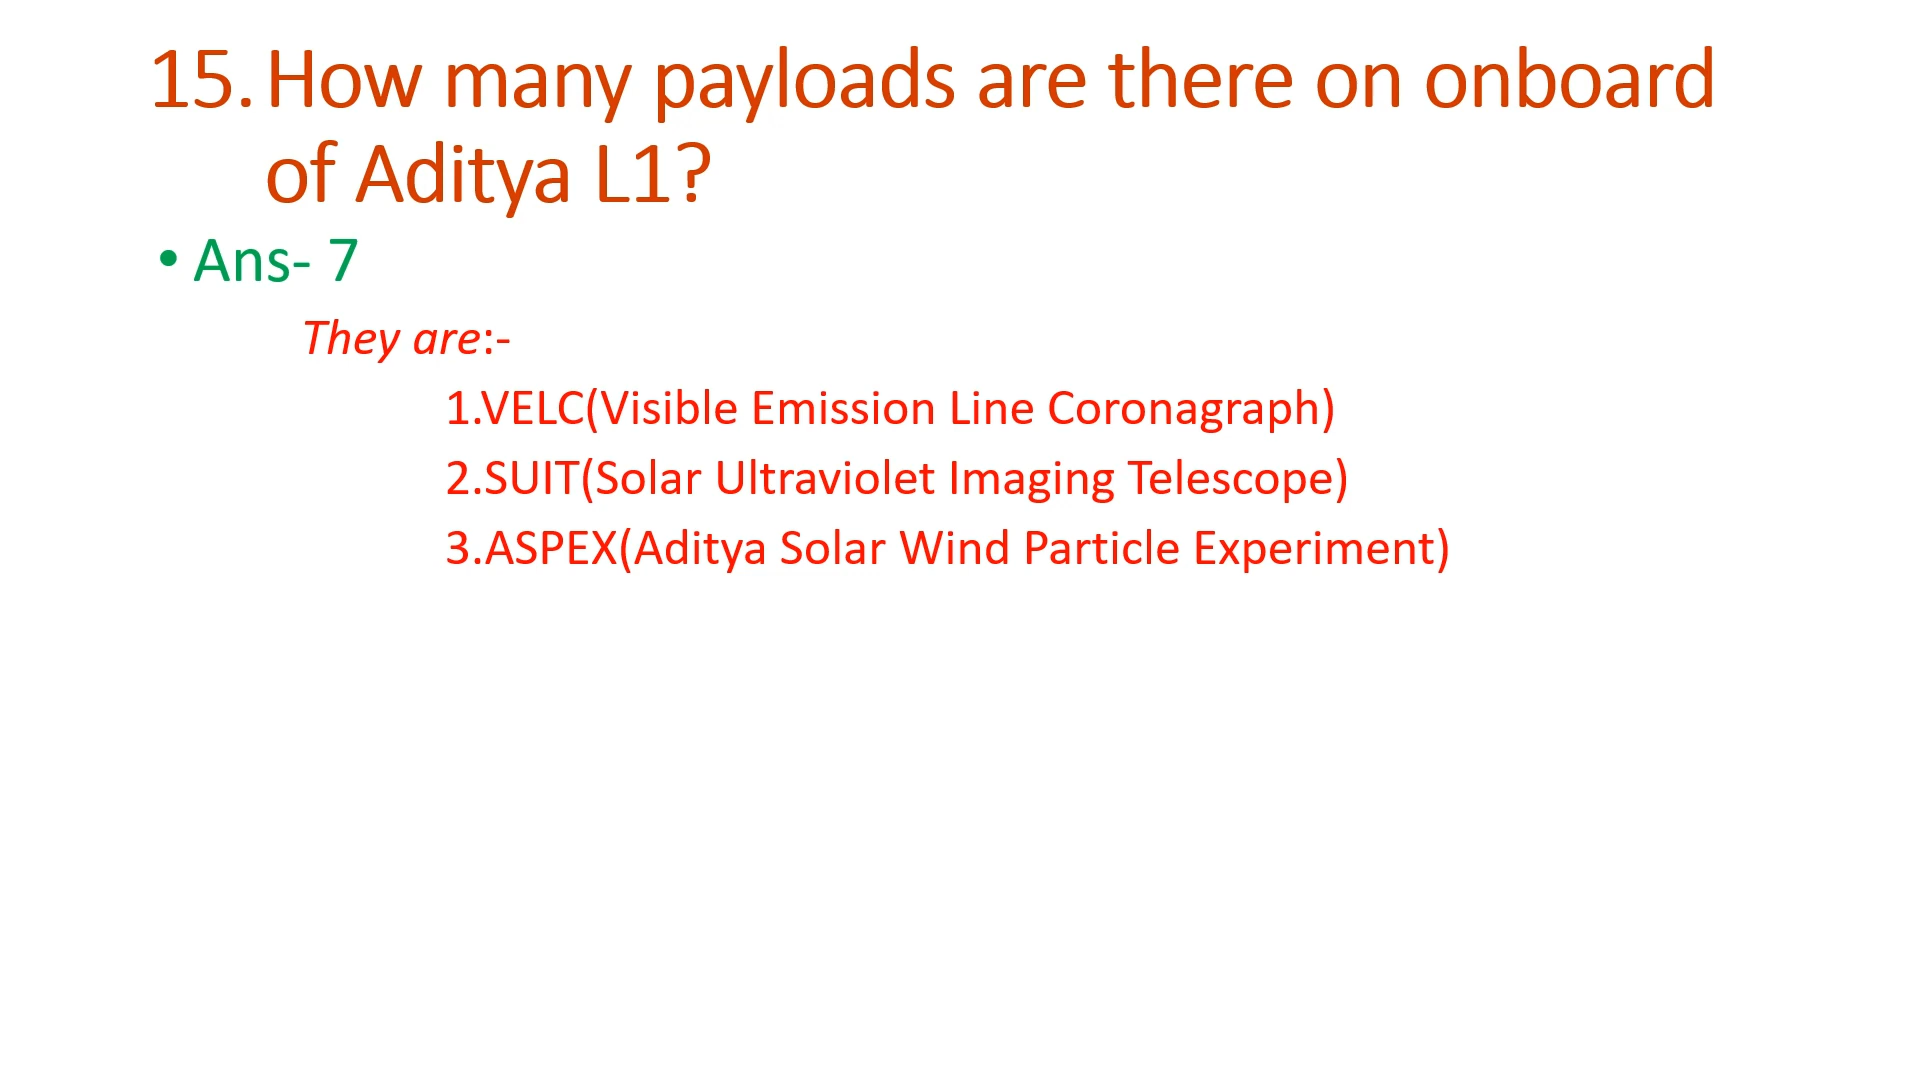 15. How many payloads are there on onboard
of Aditya L1?
• Ans- 7
They are:-
1.VELC(Visible Emission Line Coronagraph)
2.SUIT(Solar Ultraviolet Imaging Telescope)
3.ASPEX(Aditya Solar Wind Particle Experiment)